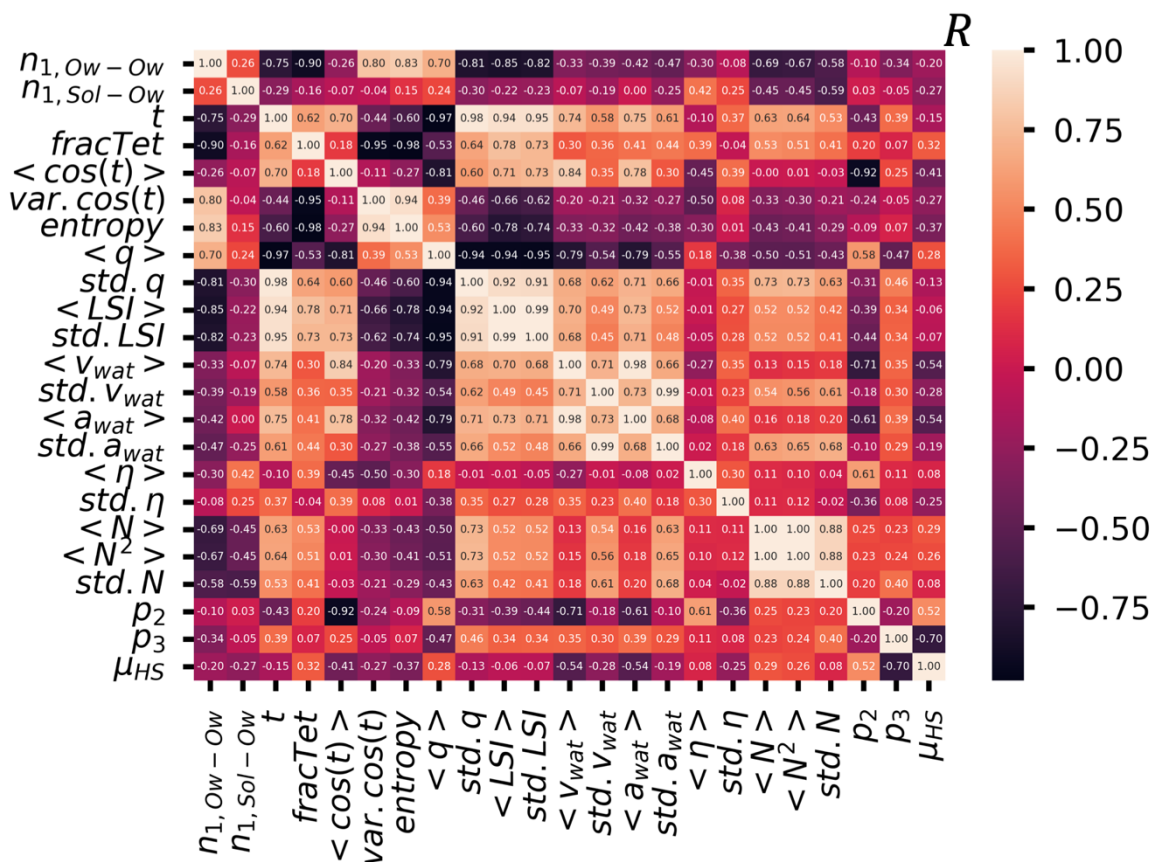 R
n1,Ow−Ow 1.00 0.26 -0.75 -0.90 -0.26 0.80 0.83 0.70 -0.81 -0.85 -0.82 -0.33 -0.39 -0.42 -0.47 -0.30 -0.08 -0.69 -0.67 -0.58 -0.10 -0.34 -0.20
n1,Sol−Ow 0.26 1.00 -0.29 -0.16 -0.07 -0.04 0.15 0.24 -0.30 -0.22 -0.23 -0.07 -0.19 0.00 -0.25 0.42 0.25 -0.45 -0.45 -0.59 0.03 -0.05 -0.27
t -0.75 -0.29 1.00 0.62 0.70 -0.44 -0.60 -0.97 0.98 0.94 0.95 0.74 0.58 0.75 0.61 -0.10 0.37 0.63 0.64 0.53 -0.43 0.39 -0.15
fracTet -0.90 -0.16 0.62 1.00 0.18 -0.95 -0.98 -0.53 0.64 0.78 0.73 0.30 0.36 0.41 0.44 0.39 -0.04 0.53 0.51 0.41 0.20 0.07 0.32
< cos(t) > -0.26 -0.07 0.70 0.18 1.00 -0.11 -0.27 -0.81 0.60 0.71 0.73 0.84 0.35 0.78 0.30 -0.45 0.39 -0.00 0.01 -0.03 -0.92 0.25 -0.41
var.cos(t) 0.80 -0.04 -0.44 -0.95 -0.11 1.00 0.94 0.39 -0.46 -0.66 -0.62 -0.20 -0.21 -0.32 -0.27 -0.50 0.08 -0.33 -0.30 -0.21 -0.24 -0.05 -0.27
entropy 0.83 0.15 -0.60 -0.98 -0.27 0.94 1.00 0.53 -0.60 -0.78 -0.74 -0.33 -0.32 -0.42 -0.38 -0.30 0.01 -0.43 -0.41 -0.29 -0.09 0.07 -0.37
< q > 0.70 0.24 -0.97 -0.53 -0.81 0.39 0.53 1.00 -0.94 -0.94 -0.95 -0.79 -0.54 -0.79 -0.55 0.18 -0.38 -0.50 -0.51 -0.43 0.58 -0.47 0.28
std.q -0.81 -0.30 0.98 0.64 0.60 -0.46 -0.60 -0.94 1.00 0.92 0.91 0.68 0.62 0.71 0.66 -0.01 0.35 0.73 0.73 0.63 -0.31 0.46 -0.13
< LSI > -0.85 -0.22 0.94 0.78 0.71 -0.66 -0.78 -0.94 0.92 1.00 0.99 0.70 0.49 0.73 0.52 -0.01 0.27 0.52 0.52 0.42 -0.39 0.34 -0.06
std.LSI -0.82 -0.23 0.95 0.73 0.73 -0.62 -0.74 -0.95 0.91 0.99 1.00 0.68 0.45 0.71 0.48 -0.05 0.28 0.52 0.52 0.41 -0.44 0.34 -0.07
< vwat > -0.33 -0.07 0.74 0.30 0.84 -0.20 -0.33 -0.79 0.68 0.70 0.68 1.00 0.71 0.98 0.66 -0.27 0.35 0.13 0.15 0.18 -0.71 0.35 -0.54
std.vwat -0.39 -0.19 0.58 0.36 0.35 -0.21 -0.32 -0.54 0.62 0.49 0.45 0.71 1.00 0.73 0.99 -0.01 0.23 0.54 0.56 0.61 -0.18 0.30 -0.28
< awat > -0.42 0.00 0.75 0.41 0.78 -0.32 -0.42 -0.79 0.71 0.73 0.71 0.98 0.73 1.00 0.68 -0.08 0.40 0.16 0.18 0.20 -0.61 0.39 -0.54
std.awat -0.47 -0.25 0.61 0.44 0.30 -0.27 -0.38 -0.55 0.66 0.52 0.48 0.66 0.99 0.68 1.00 0.02 0.18 0.63 0.65 0.68 -0.10 0.29 -0.19
< η > -0.30 0.42 -0.10 0.39 -0.45 -0.50 -0.30 0.18 -0.01 -0.01 -0.05 -0.27 -0.01 -0.08 0.02 1.00 0.30 0.11 0.10 0.04 0.61 0.11 0.08
std.η -0.08 0.25 0.37 -0.04 0.39 0.08 0.01 -0.38 0.35 0.27 0.28 0.35 0.23 0.40 0.18 0.30 1.00 0.11 0.12 -0.02 -0.36 0.08 -0.25
< N > -0.69 -0.45 0.63 0.53 -0.00 -0.33 -0.43 -0.50 0.73 0.52 0.52 0.13 0.54 0.16 0.63 0.11 0.11 1.00 1.00 0.88 0.25 0.23 0.29
< N² > -0.67 -0.45 0.64 0.51 0.01 -0.30 -0.41 -0.51 0.73 0.52 0.52 0.15 0.56 0.18 0.65 0.10 0.12 1.00 1.00 0.88 0.23 0.24 0.26
std.N -0.58 -0.59 0.53 0.41 -0.03 -0.21 -0.29 -0.43 0.63 0.42 0.41 0.18 0.61 0.20 0.68 0.04 -0.02 0.88 0.88 1.00 0.20 0.40 0.08
p2 -0.10 0.03 -0.43 0.20 -0.92 -0.24 -0.09 0.58 -0.31 -0.39 -0.44 -0.71 -0.18 -0.61 -0.10 0.61 -0.36 0.25 0.23 0.20 1.00 -0.20 0.52
p3 -0.34 -0.05 0.39 0.07 0.25 -0.05 0.07 -0.47 0.46 0.34 0.34 0.35 0.30 0.39 0.29 0.11 0.08 0.23 0.24 0.40 -0.20 1.00 -0.70
μHS -0.20 -0.27 -0.15 0.32 -0.41 -0.27 -0.37 0.28 -0.13 -0.06 -0.07 -0.54 -0.28 -0.54 -0.19 0.08 -0.25 0.29 0.26 0.08 0.52 -0.70 1.00
n1,Ow−Ow
n1,Sol−Ow
t
fracTet
< cos(t) >
var.cos(t)
entropy
< q >
std.q
< LSI >
std.LSI
< vwat >
std.vwat
< awat >
std.awat
< η >
std.η
< N >
< N² >
std.N
p2
p3
μHS
1.00
0.75
0.50
0.25
0.00
−0.25
−0.50
−0.75